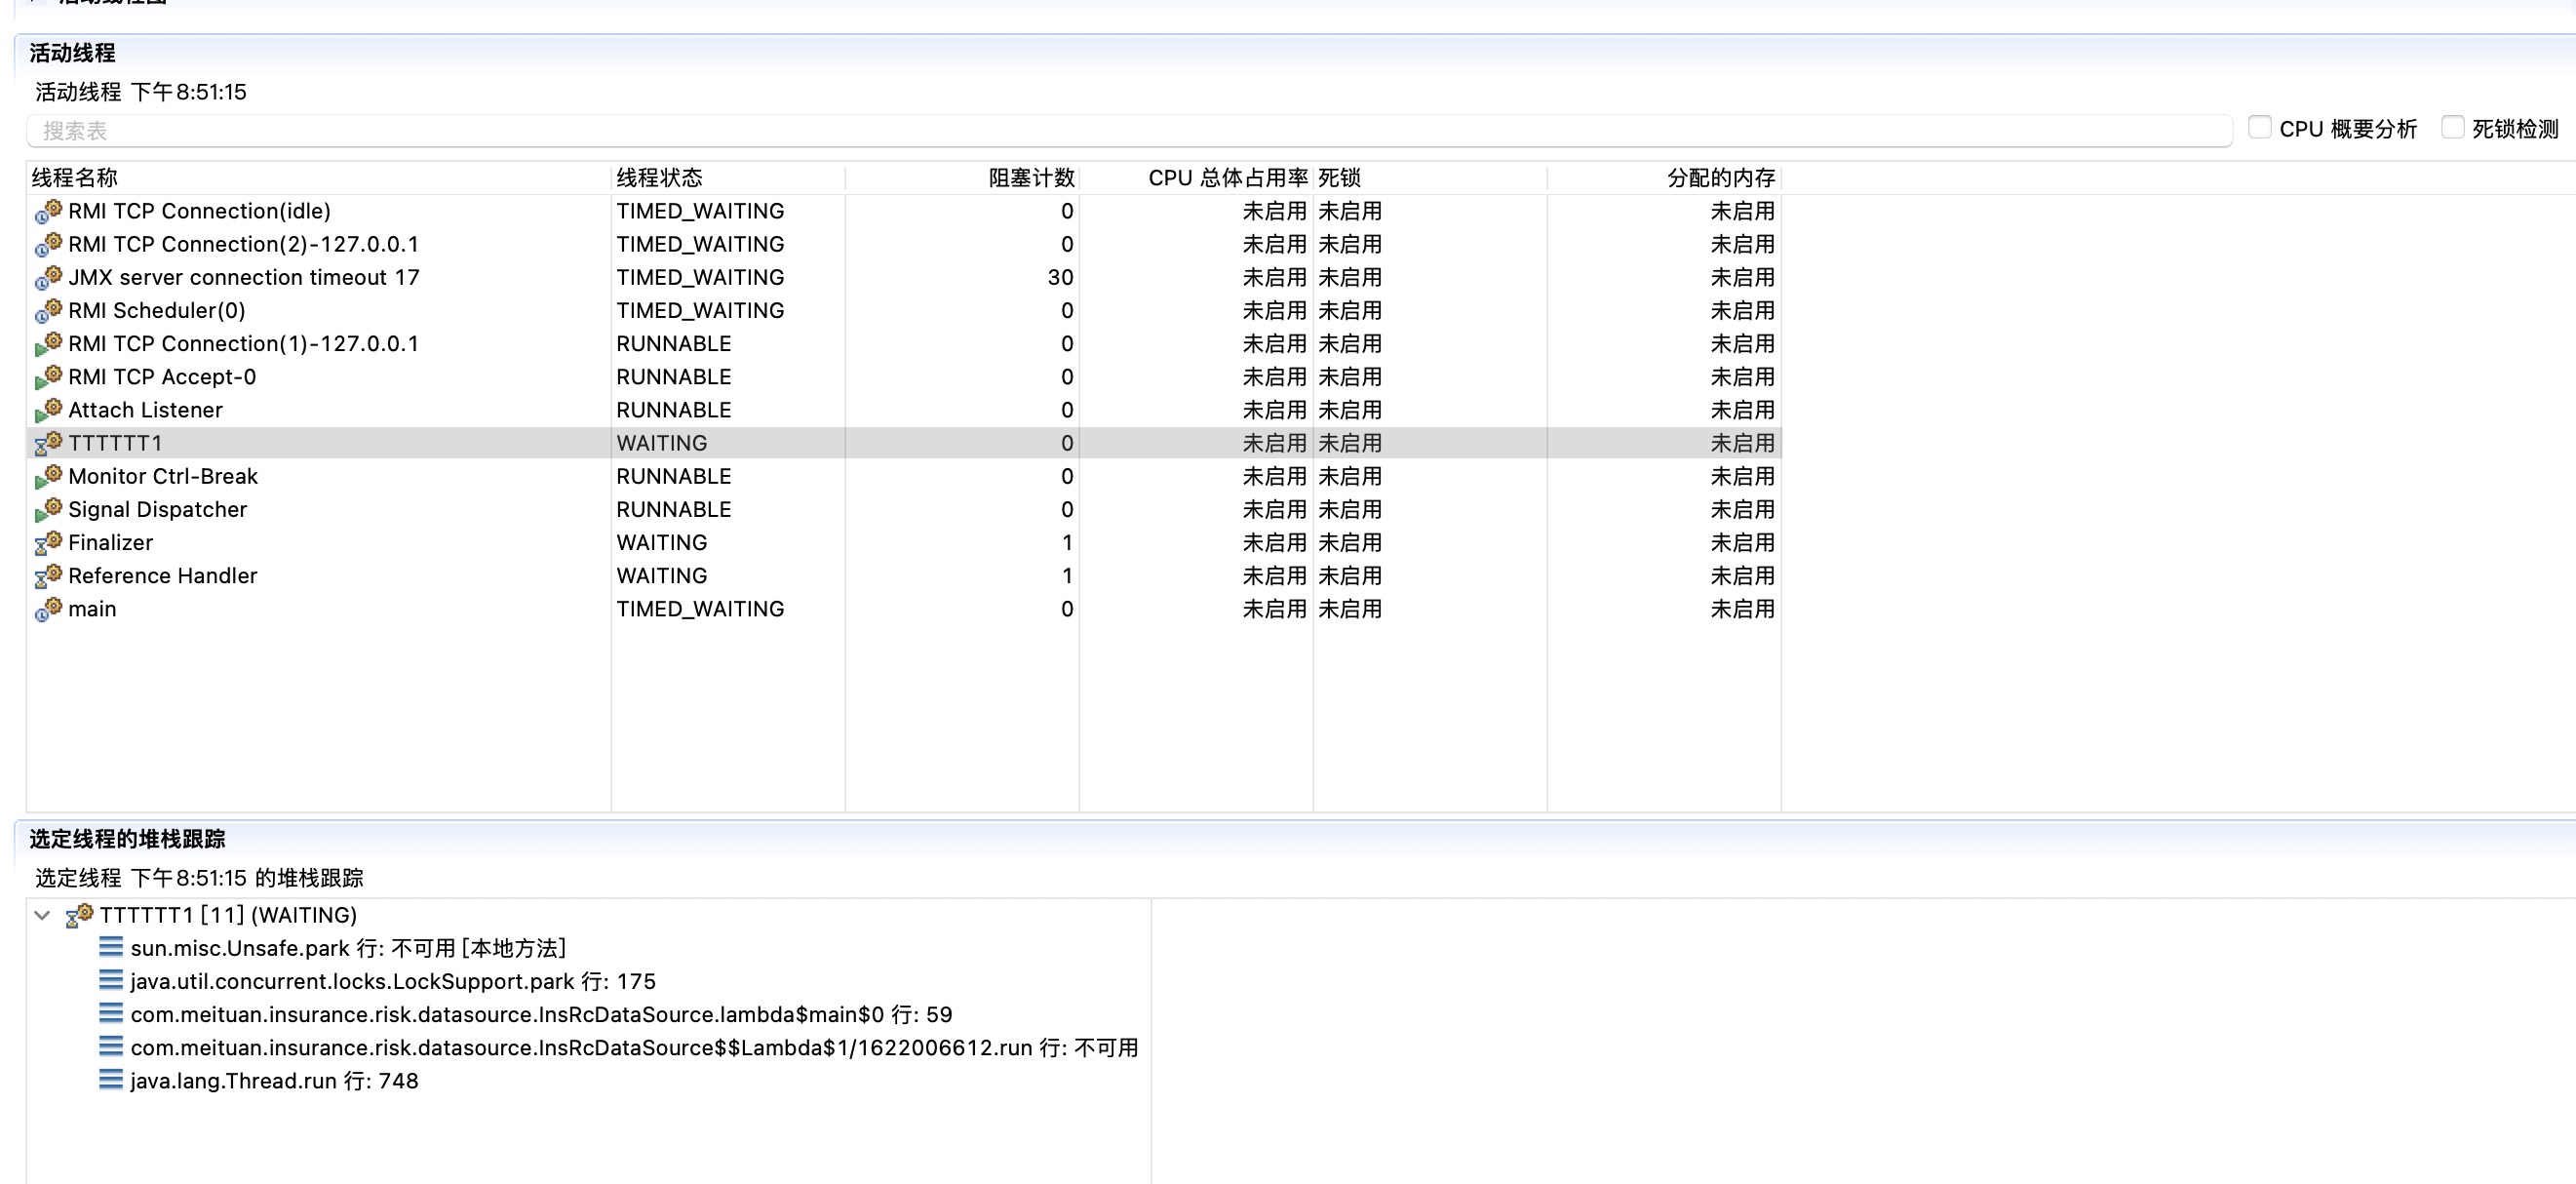 活动线程图
活动线程
活动线程 下午8:51:15
搜索表
CPU 概要分析 死锁检测
线程名称 线程状态 阻塞计数 CPU 总体占用率 死锁 分配的内存
RMI TCP Connection(idle) TIMED_WAITING 0 未启用 未启用 未启用
RMI TCP Connection(2)-127.0.0.1 TIMED_WAITING 0 未启用 未启用 未启用
JMX server connection timeout 17 TIMED_WAITING 30 未启用 未启用 未启用
RMI Scheduler(0) TIMED_WAITING 0 未启用 未启用 未启用
RMI TCP Connection(1)-127.0.0.1 RUNNABLE 0 未启用 未启用 未启用
RMI TCP Accept-0 RUNNABLE 0 未启用 未启用 未启用
Attach Listener RUNNABLE 0 未启用 未启用 未启用
TTTTTT1 WAITING 0 未启用 未启用 未启用
Monitor Ctrl-Break RUNNABLE 0 未启用 未启用 未启用
Signal Dispatcher RUNNABLE 0 未启用 未启用 未启用
Finalizer WAITING 1 未启用 未启用 未启用
Reference Handler WAITING 1 未启用 未启用 未启用
main TIMED_WAITING 0 未启用 未启用 未启用
选定线程的堆栈跟踪
选定线程 下午8:51:15 的堆栈跟踪
TTTTTT1 [11] (WAITING)
sun.misc.Unsafe.park 行: 不可用 [本地方法]
java.util.concurrent.locks.LockSupport.park 行: 175
com.meituan.insurance.risk.datasource.InsRcDataSource.lambda$main$0 行: 59
com.meituan.insurance.risk.datasource.InsRcDataSource$$Lambda$1/1622006612.run 行: 不可用
java.lang.Thread.run 行: 748